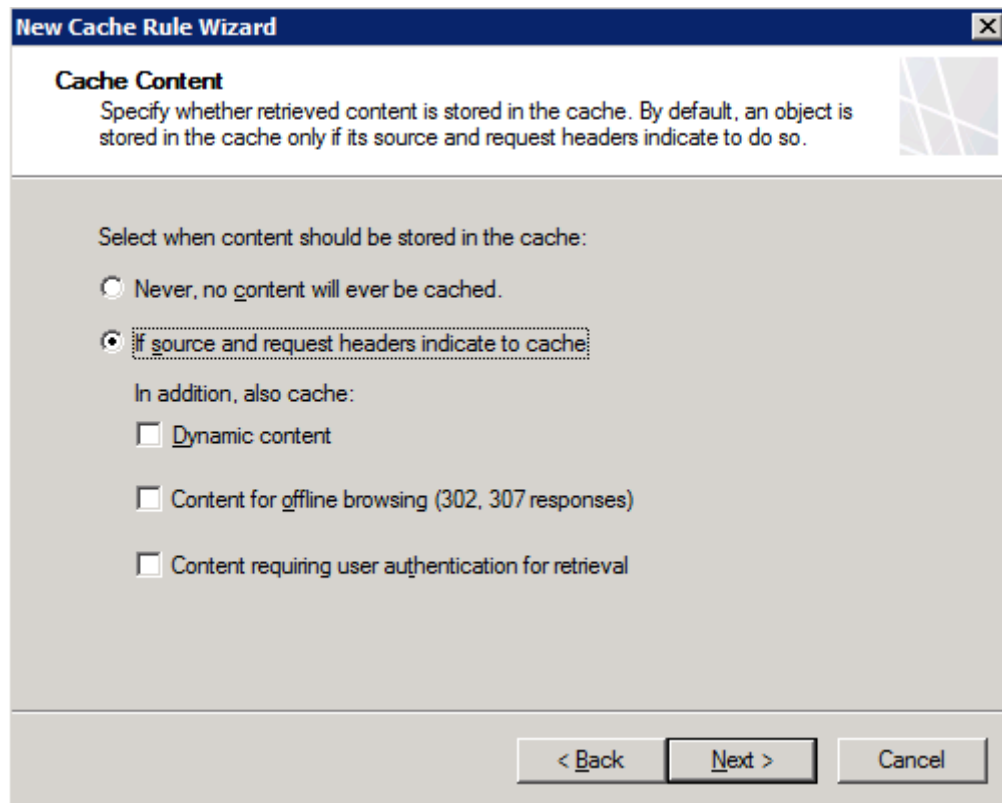 New Cache Rule Wizard
Cache Content
Specify whether retrieved content is stored in the cache. By default, an object is
stored in the cache only if its source and request headers indicate to do so.
Select when content should be stored in the cache:
Never, no content will ever be cached.
If source and request headers indicate to cache
In addition, also cache:
Dynamic content
Content for offline browsing (302, 307 responses)
Content requiring user authentication for retrieval
< Back
Next >
Cancel